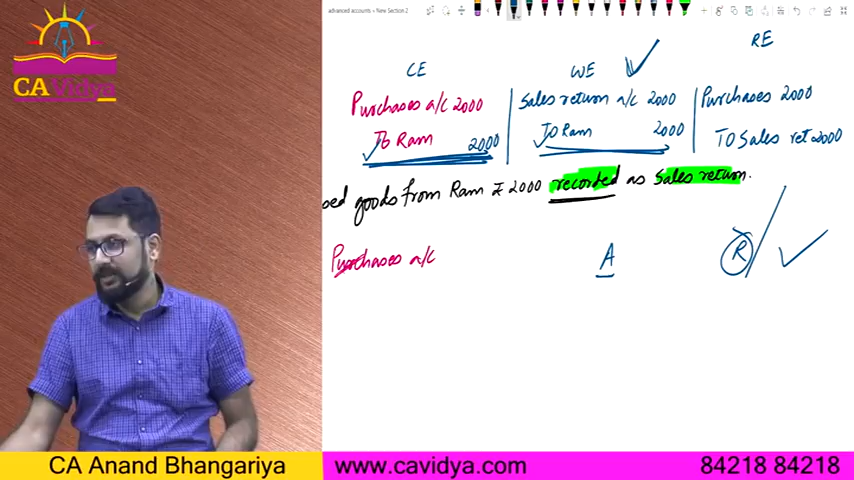 CA Vidya
advanced accounts - New Section 2
CE WE RE
Purchases a/c 2000
To Ram 2000
Sales return a/c 2000
To Ram 2000
Purchases 2000
TO Sales ret 2000
sed goods from Ram ₹ 2000 recorded as Sales return.
Purchases a/c A R
CA Anand Bhangariya www.cavidya.com 84218 84218